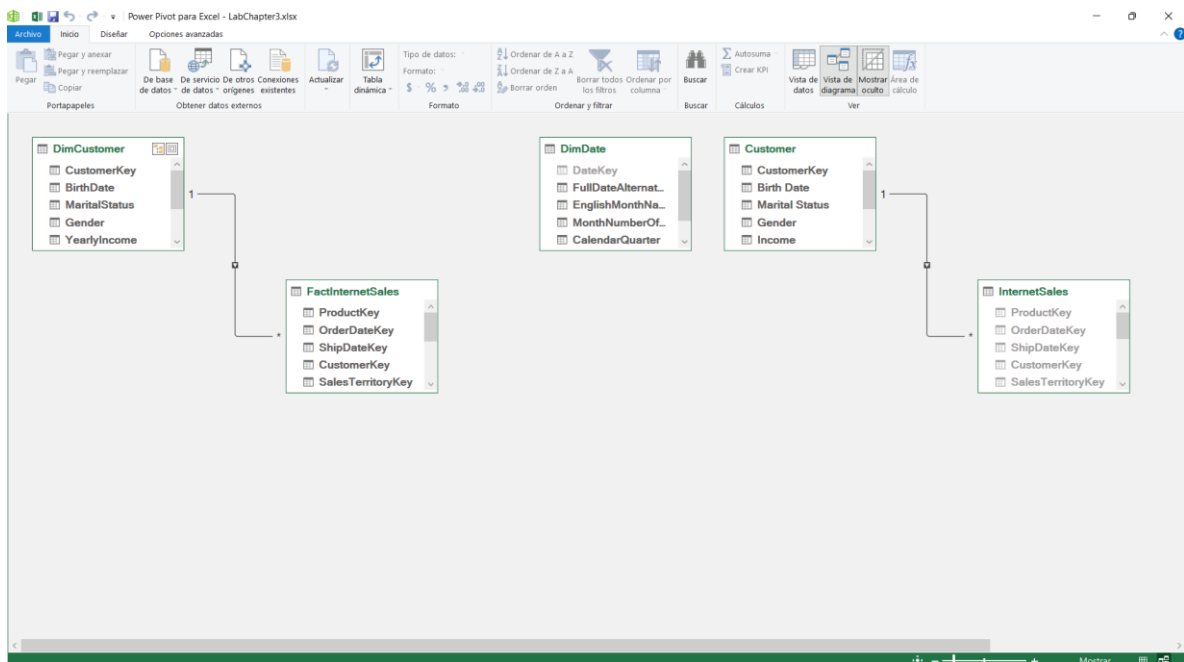 Power Pivot para Excel - LabChapter3.xlsx
Archivo Inicio Diseñar Opciones avanzadas
Pegar
Pegar y anexar
Pegar y reemplazar
Copiar
Portapapeles
De base de datos
De servicio de datos
De otros orígenes
Conexiones existentes
Obtener datos externos
Actualizar
Tabla dinámica
Tipo de datos:
Formato:
$ % 
Formato
Ordenar de A a Z
Ordenar de Z a A
Borrar orden
Borrar todos los filtros
Ordenar por columna
Ordenar y filtrar
Buscar
Buscar
Autosuma
Crear KPI
Cálculos
Vista de datos
Vista de diagrama
Mostrar oculto
Área de cálculo
Ver
DimCustomer
CustomerKey
BirthDate
MaritalStatus
Gender
YearlyIncome
1
*
FactInternetSales
ProductKey
OrderDateKey
ShipDateKey
CustomerKey
SalesTerritoryKey
DimDate
DateKey
FullDateAlternat...
EnglishMonthNa...
MonthNumberOf...
CalendarQuarter
Customer
CustomerKey
Birth Date
Marital Status
Gender
Income
1
*
InternetSales
ProductKey
OrderDateKey
ShipDateKey
CustomerKey
SalesTerritoryKey
Mostrar